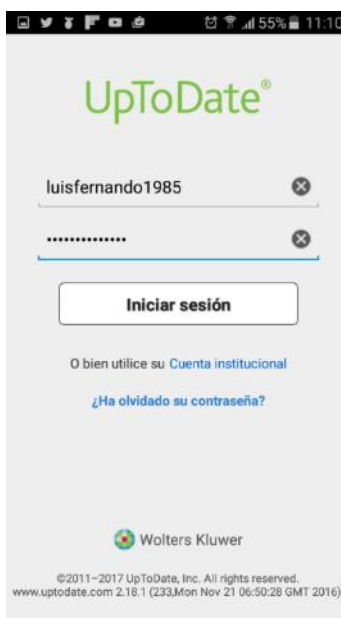 55% 11:10
UpToDate®
luisfernando1985
••••••••••••••
Iniciar sesión
O bien utilice su Cuenta institucional
¿Ha olvidado su contraseña?
Wolters Kluwer
©2011-2017 UpToDate, Inc. All rights reserved.
www.uptodate.com 2.18.1 (233,Mon Nov 21 06:50:28 GMT 2016)